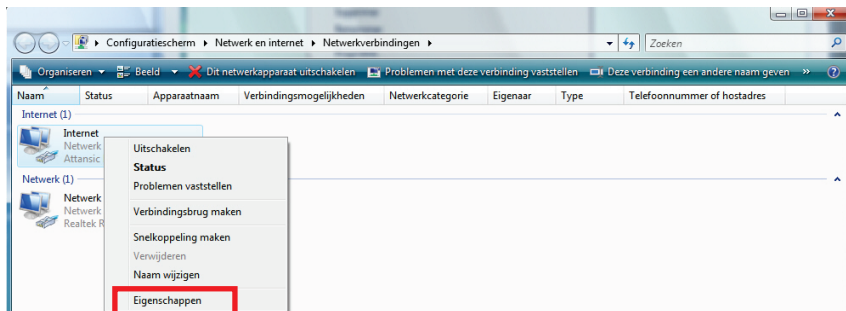 Configuratiescherm ▸ Netwerk en internet ▸ Netwerkverbindingen ▸ Zoeken
Organiseren Beeld Dit netwerkapparaat uitschakelen Problemen met deze verbinding vaststellen Deze verbinding een andere naam geven »
Naam Status Apparaatnaam Verbindingsmogelijkheden Netwerkcategorie Eigenaar Type Telefoonnummer of hostadres
Internet (1)
Internet
Netwerk
Attansic
Netwerk (1)
Netwerk
Netwerk
Realtek R
Uitschakelen
Status
Problemen vaststellen
Verbindingsbrug maken
Snelkoppeling maken
Verwijderen
Naam wijzigen
Eigenschappen